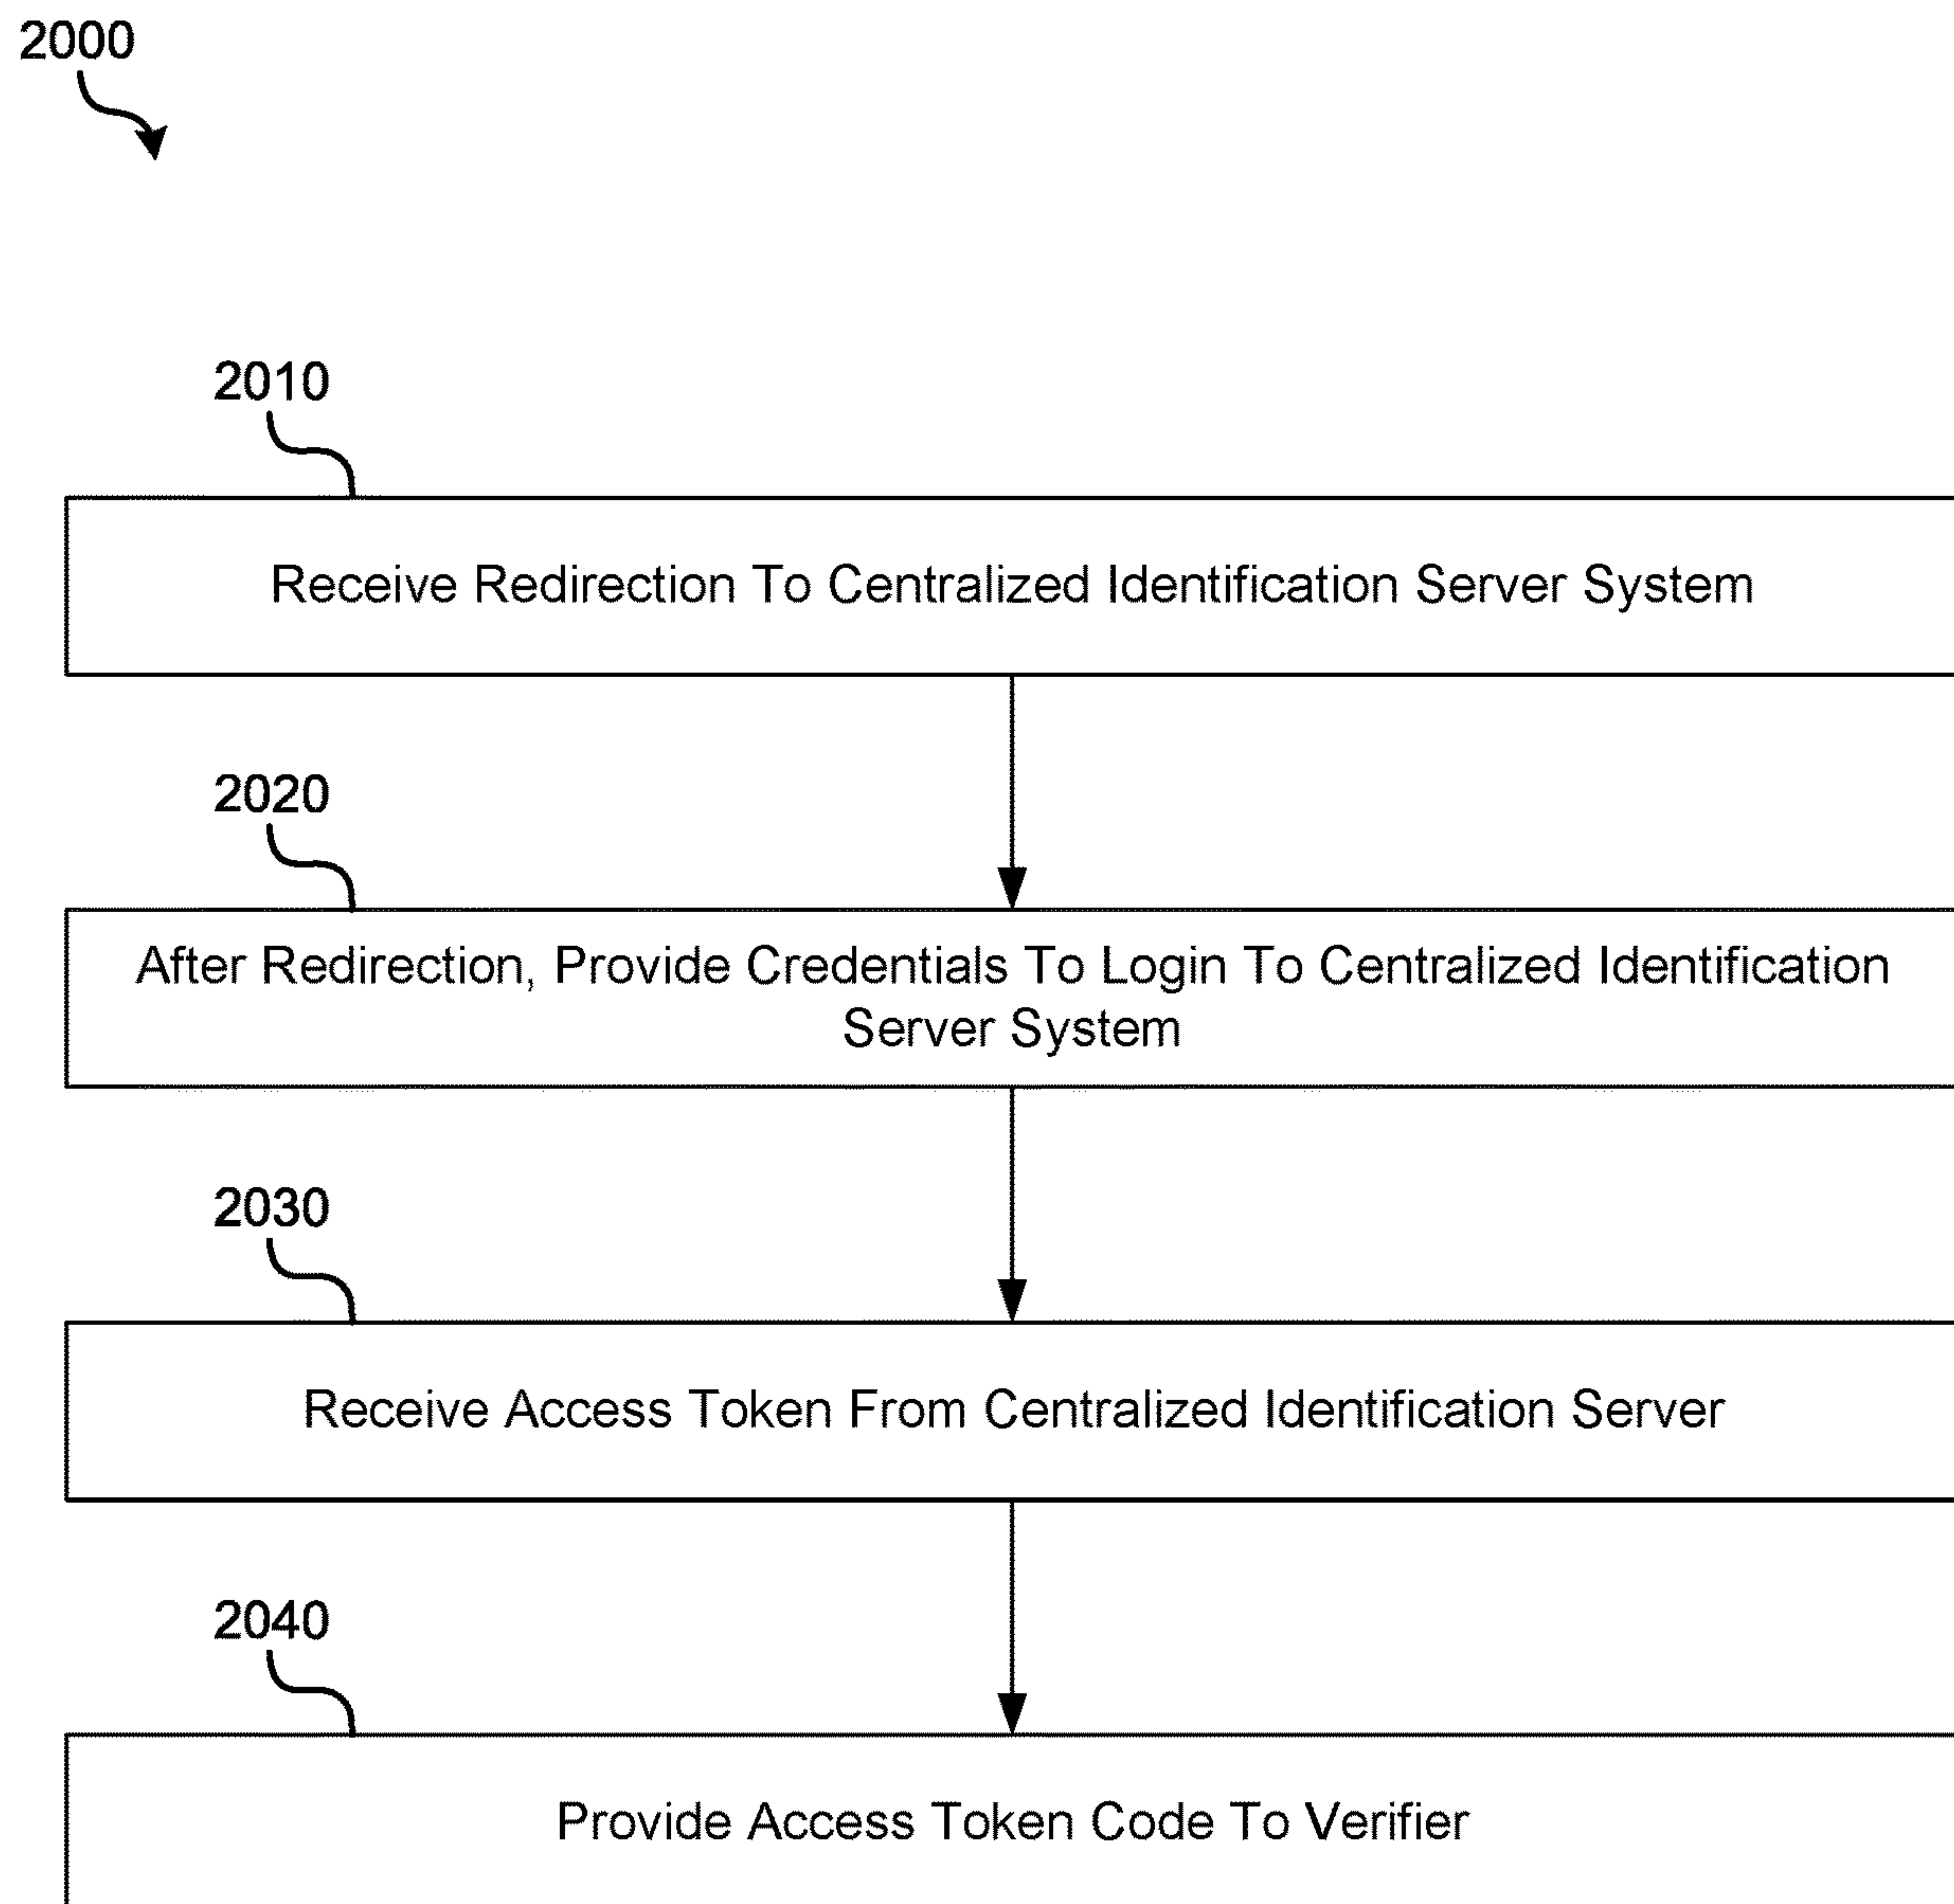 2000
2010
Receive Redirection To Centralized Identification Server System
2020
After Redirection, Provide Credentials To Login To Centralized Identification
Server System
2030
Receive Access Token From Centralized Identification Server
2040
Provide Access Token Code To Verifier